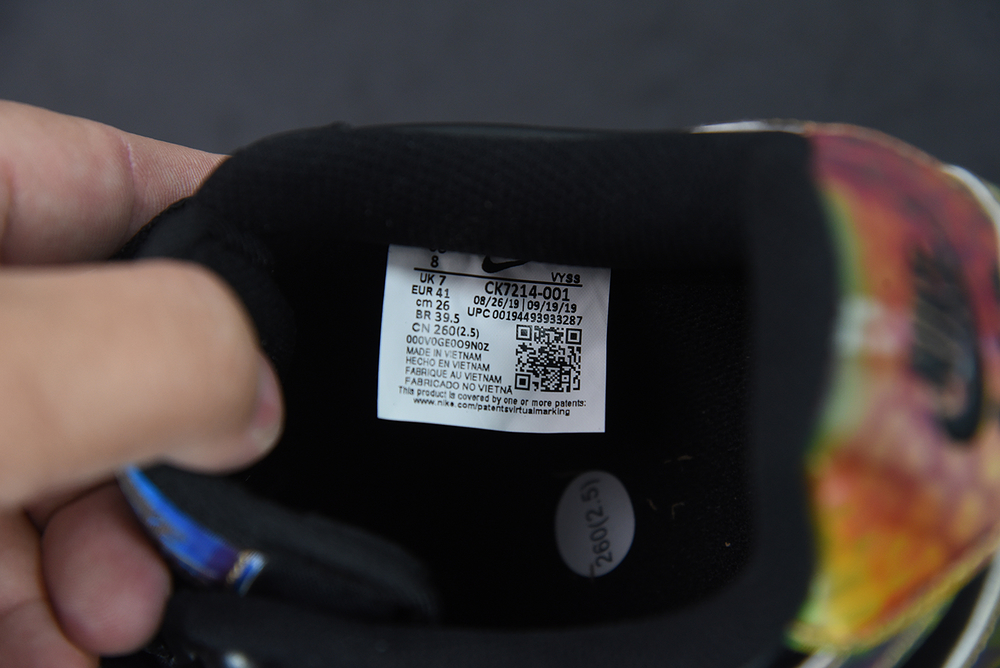 8
UK 7
EUR 41
cm 26
BR 39.5
CN 260(2.5)
VYSS
CK7214-001
08/26/19 | 09/19/19
UPC 00194493933287
000V0GE0O9N0Z
MADE IN VIETNAM
HECHO EN VIETNAM
FABRIQUE AU VIETNAM
FABRICADO NO VIETNÃ
This product is covered by one or more patents:
www.nike.com/patentsvirtualmarking
260(2.5)